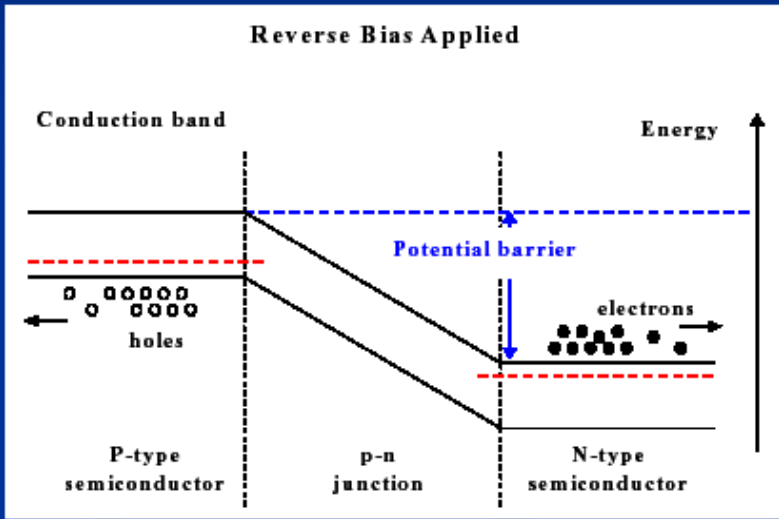 Reverse Bias Applied
Conduction band
Energy
Potential barrier
electrons
holes
P-type
semiconductor
p-n
junction
N-type
semiconductor